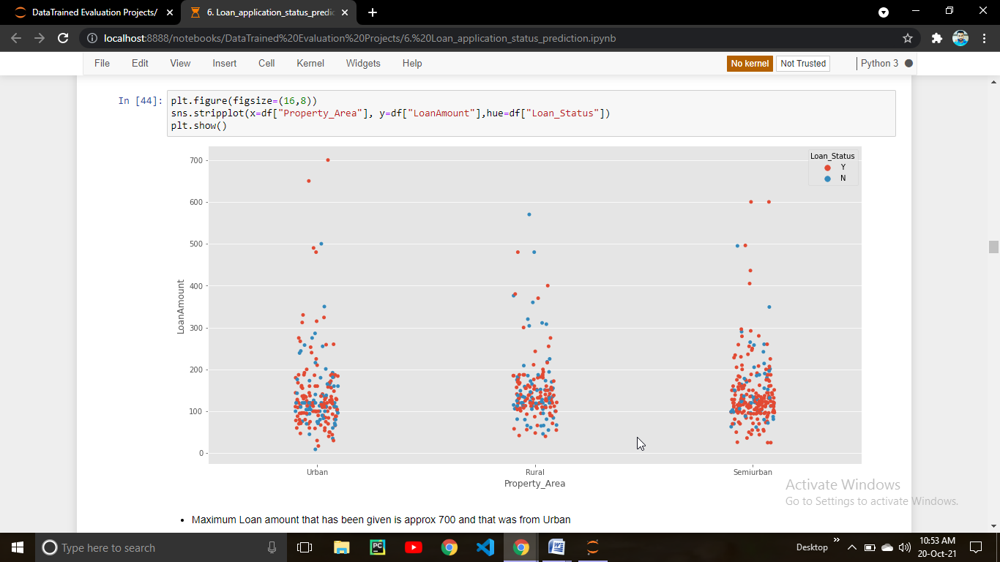 DataTrained Evaluation Projects/
6. Loan_application_status_predic
localhost:8888/notebooks/DataTrained%20Evaluation%20Projects/6.%20Loan_application_status_prediction.ipynb
File Edit View Insert Cell Kernel Widgets Help No kernel Not Trusted Python 3
In [44]: plt.figure(figsize=(16,8))
sns.stripplot(x=df["Property_Area"], y=df["LoanAmount"],hue=df["Loan_Status"])
plt.show()
Loan_Status
Y
N
700
600
500
400
300
200
100
0
LoanAmount
Urban Rural Semiurban
Property_Area
Activate Windows
Go to Settings to activate Windows.
• Maximum Loan amount that has been given is approx 700 and that was from Urban
Type here to search
PC
W
Desktop
10:53 AM
20-Oct-21